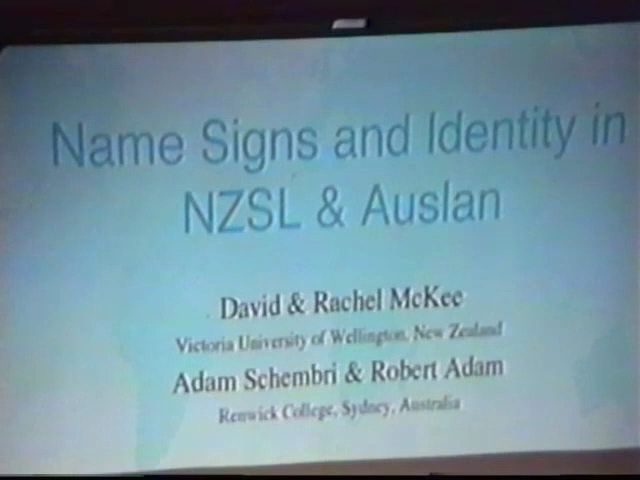 Name Signs and Identity in
NZSL & Auslan
David & Rachel McKee
Victoria University of Wellington, New Zealand
Adam Schembri & Robert Adam
Renwick College, Sydney, Australia